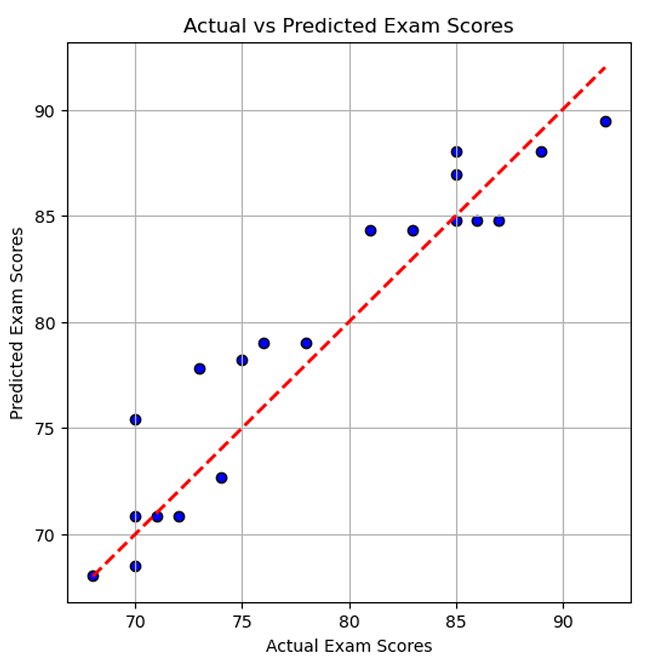 Actual vs Predicted Exam Scores
Predicted Exam Scores
90
85
80
75
70
70 75 80 85 90
Actual Exam Scores